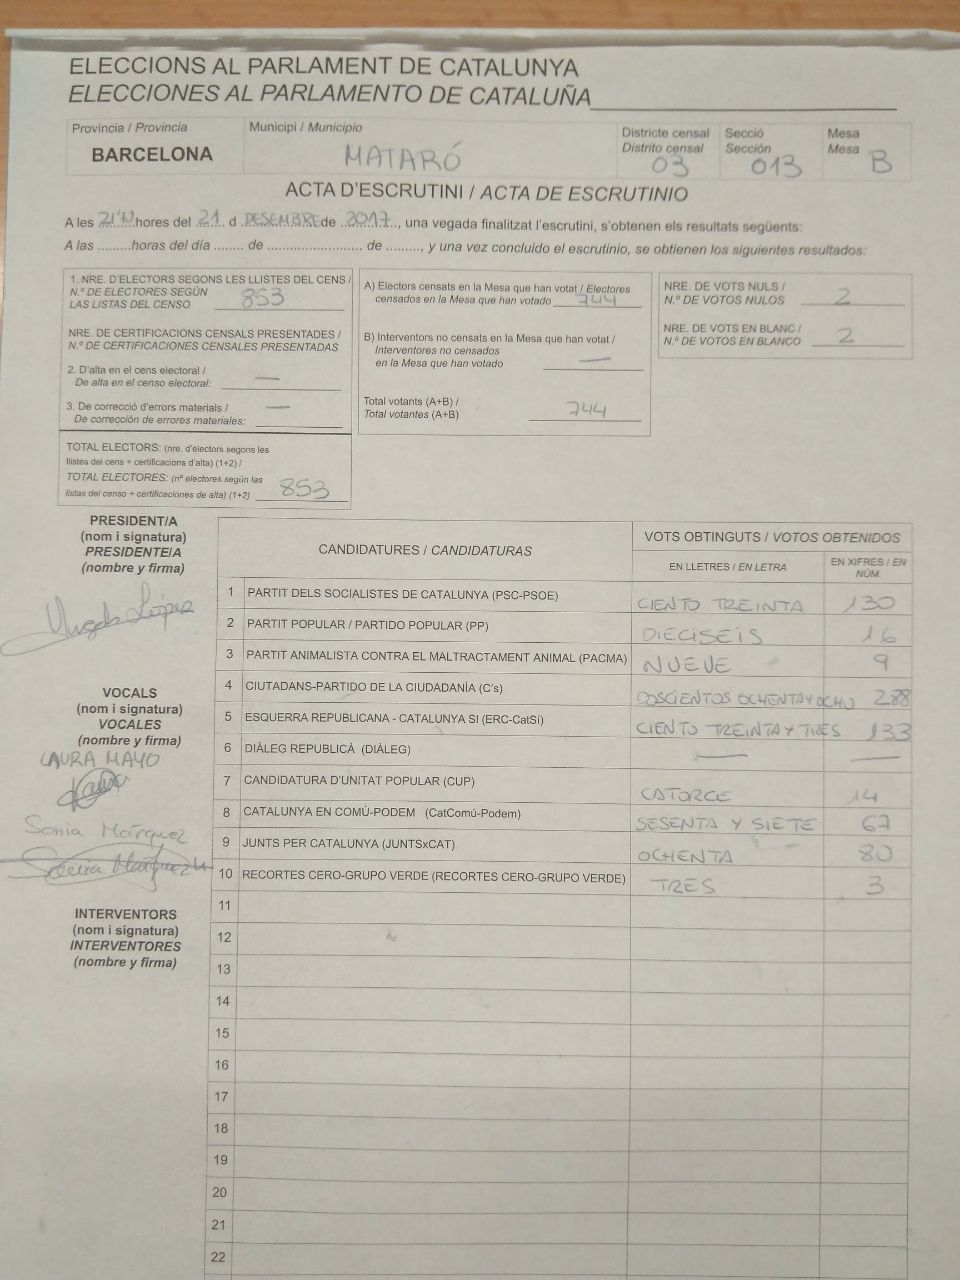 ELECCIONS AL PARLAMENT DE CATALUNYA
ELECCIONES AL PARLAMENTO DE CATALUÑA
Província / Provincia
BARCELONA
Municipi / Municipio
MATARÓ
Districte censal
Distrito censal
03
Secció
Sección
013
Mesa
Mesa
B
ACTA D'ESCRUTINI / ACTA DE ESCRUTINIO
A les hores del 21 d DESEMBRE de 2017, una vegada finalitzat l'escrutini, s'obtenen els resultats següents:
A las ........horas del día ....... de ....................... de ........., y una vez concluido el escrutinio, se obtienen los siguientes resultados:
1. NRE. D'ELECTORS SEGONS LES LLISTES DEL CENS /
N.º DE ELECTORES SEGÚN
LAS LISTAS DEL CENSO 853
NRE. DE CERTIFICACIONS CENSALS PRESENTADES /
N.º DE CERTIFICACIONES CENSALES PRESENTADAS
2. D'alta en el cens electoral /
De alta en el censo electoral: —
3. De correcció d'errors materials /
De corrección de errores materiales: —
TOTAL ELECTORS: (nre. d'electors segons les
llistes del cens + certificacions d'alta) (1+2) /
TOTAL ELECTORES: (nº electores según las
listas del censo + certificaciones de alta) (1+2) 853
A) Electors censats en la Mesa que han votat / Electores
censados en la Mesa que han votado 744
B) Interventors no censats en la Mesa que han votat /
Interventores no censados
en la Mesa que han votado —
Total votants (A+B) /
Total votantes (A+B) 744
NRE. DE VOTS NULS /
N.º DE VOTOS NULOS 2
NRE. DE VOTS EN BLANC /
N.º DE VOTOS EN BLANCO 2
PRESIDENT/A
(nom i signatura)
PRESIDENTE/A
(nombre y firma)
VOCALS
(nom i signatura)
VOCALES
(nombre y firma)
LAURA MAYO
Sonia Márquez
INTERVENTORS
(nom i signatura)
INTERVENTORES
(nombre y firma)
CANDIDATURES / CANDIDATURAS
VOTS OBTINGUTS / VOTOS OBTENIDOS
EN LLETRES / EN LETRA
EN XIFRES / EN
NÚM.
1 PARTIT DELS SOCIALISTES DE CATALUNYA (PSC-PSOE) CIENTO TREINTA 130
2 PARTIT POPULAR / PARTIDO POPULAR (PP) DIECISEIS 16
3 PARTIT ANIMALISTA CONTRA EL MALTRACTAMENT ANIMAL (PACMA) NUEVE 9
4 CIUTADANS-PARTIDO DE LA CIUDADANÍA (C's) DOSCIENTOS OCHENTA Y OCHO 288
5 ESQUERRA REPUBLICANA - CATALUNYA SÍ (ERC-CatSí) CIENTO TREINTA Y TRES 133
6 DIÀLEG REPUBLICÀ (DIÀLEG) — —
7 CANDIDATURA D'UNITAT POPULAR (CUP) CATORCE 14
8 CATALUNYA EN COMÚ-PODEM (CatComú-Podem) SESENTA Y SIETE 67
9 JUNTS PER CATALUNYA (JUNTSxCAT) OCHENTA 80
10 RECORTES CERO-GRUPO VERDE (RECORTES CERO-GRUPO VERDE) TRES 3
11
12
13
14
15
16
17
18
19
20
21
22